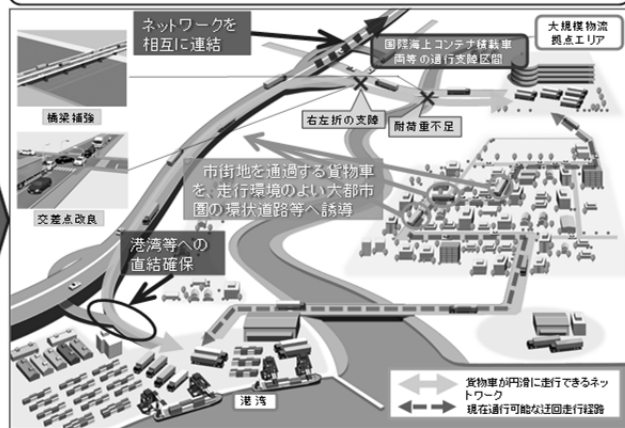 ネットワークを
相互に連結
国際海上コンテナ積載車
両等の通行支障区間
大規模物流
拠点エリア
橋梁補強
右左折の支障
耐荷重不足
交差点改良
市街地を通過する貨物車
を、走行環境のよい大都市
圏の環状道路等へ誘導
港湾等への
直結確保
港湾
貨物車が円滑に走行できるネッ
トワーク
現在通行可能な迂回走行経路